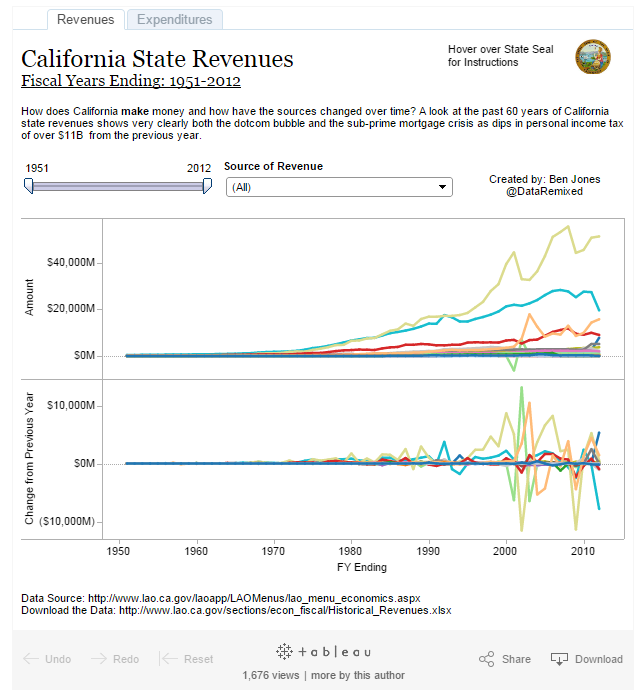 Revenues
Expenditures
California State Revenues
Fiscal Years Ending: 1951-2012
Hover over State Seal
for Instructions
How does California make money and how have the sources changed over time? A look at the past 60 years of California
state revenues shows very clearly both the dotcom bubble and the sub-prime mortgage crisis as dips in personal income tax
of over $11B from the previous year.
1951
2012
Source of Revenue
(All)
Created by: Ben Jones
@DataRemixed
Amount
$40,000M
$20,000M
$0M
Change from Previous Year
$10,000M
$0M
($10,000M)
1950 1960 1970 1980 1990 2000 2010
FY Ending
Data Source: http://www.lao.ca.gov/laoapp/LAOMenus/lao_menu_economics.aspx
Download the Data: http://www.lao.ca.gov/sections/econ_fiscal/Historical_Revenues.xlsx
Undo
Redo
Reset
+ a b | e a u
1,676 views | more by this author
Share
Download